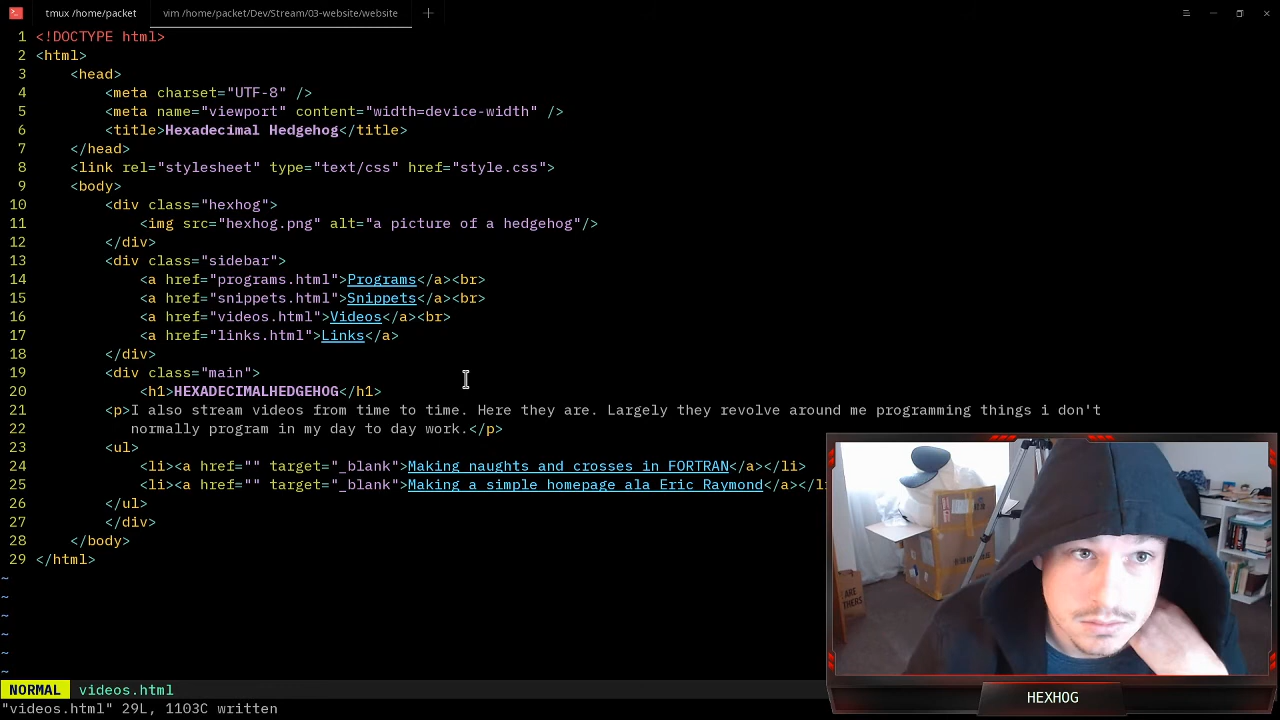 tmux /home/packet
vim /home/packet/Dev/Stream/03-website/website
1 <!DOCTYPE html>
2 <html>
3 <head>
4 <meta charset="UTF-8" />
5 <meta name="viewport" content="width=device-width" />
6 <title>Hexadecimal Hedgehog</title>
7 </head>
8 <link rel="stylesheet" type="text/css" href="style.css">
9 <body>
10 <div class="hexhog">
11 <img src="hexhog.png" alt="a picture of a hedgehog"/>
12 </div>
13 <div class="sidebar">
14 <a href="programs.html">Programs</a><br>
15 <a href="snippets.html">Snippets</a><br>
16 <a href="videos.html">Videos</a><br>
17 <a href="links.html">Links</a>
18 </div>
19 <div class="main">
20 <h1>HEXADECIMALHEDGEHOG</h1>
21 <p>I also stream videos from time to time. Here they are. Largely they revolve around me programming things i don't
22 normally program in my day to day work.</p>
23 <ul>
24 <li><a href="" target="_blank">Making naughts and crosses in FORTRAN</a></li>
25 <li><a href="" target="_blank">Making a simple homepage ala Eric Raymond</a></l
26 </ul>
27 </div>
28 </body>
29 </html>
~
~
~
~
~
~
ARE
THERS
NORMAL videos.html
"videos.html" 29L, 1103C written
HEXHOG